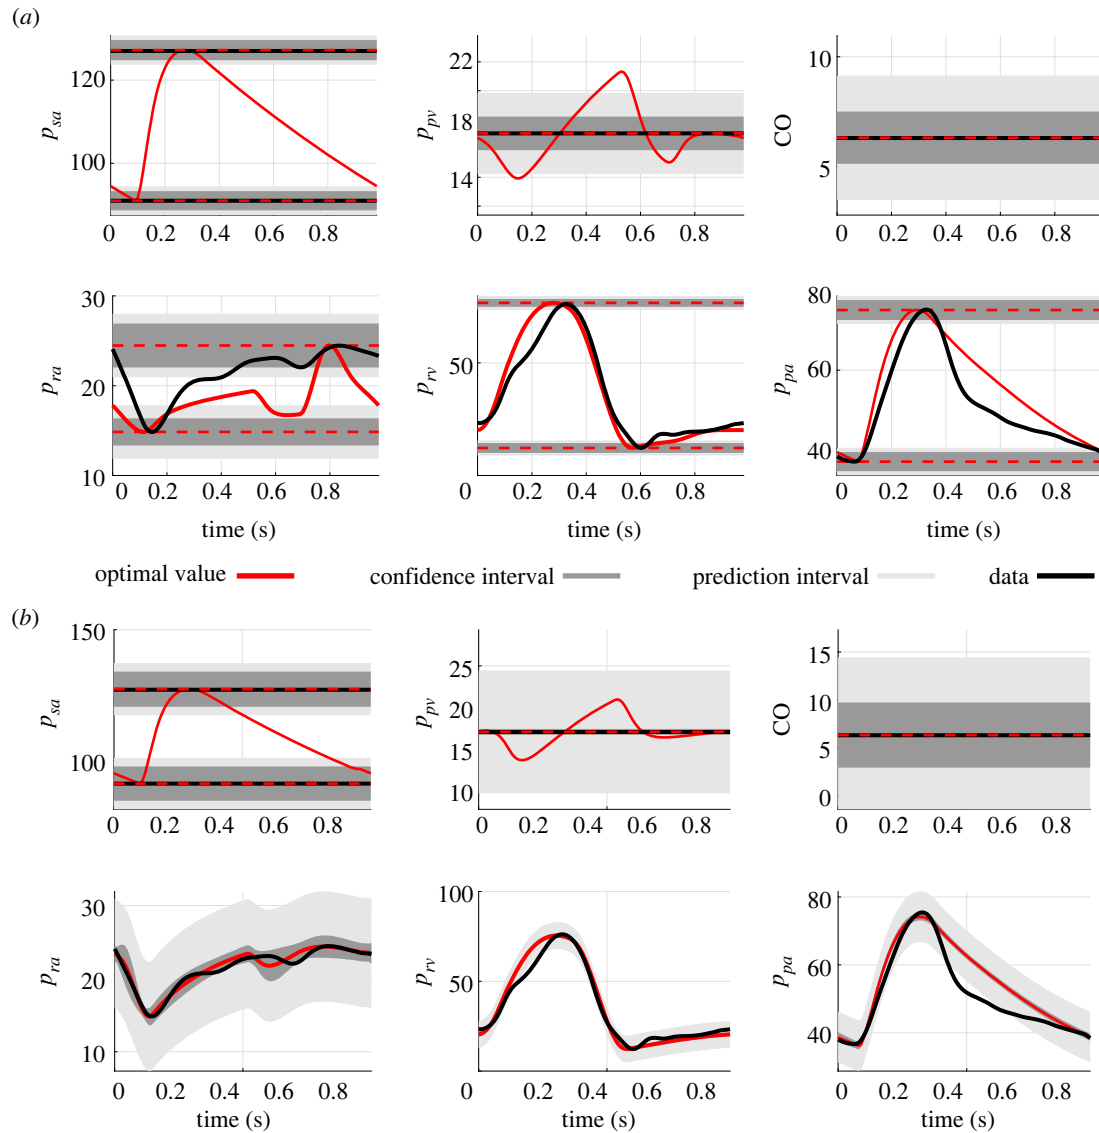 (a)
p_sa
120
100
0 0.2 0.4 0.6 0.8
p_pv
22
18
14
0 0.2 0.4 0.6 0.8
CO
10
5
0 0.2 0.4 0.6 0.8
p_ra
30
20
10
0 0.2 0.4 0.6 0.8
time (s)
p_rv
50
0 0.2 0.4 0.6 0.8
time (s)
p_pa
80
60
40
0 0.2 0.4 0.6 0.8
time (s)
optimal value confidence interval prediction interval data
(b)
p_sa
150
100
0 0.2 0.4 0.6 0.8
p_pv
25
20
15
10
0 0.2 0.4 0.6 0.8
CO
15
10
5
0
0 0.2 0.4 0.6 0.8
p_ra
30
20
10
0 0.2 0.4 0.6 0.8
time (s)
p_rv
100
50
0 0.2 0.4 0.6 0.8
time (s)
p_pa
80
60
40
0 0.2 0.4 0.6 0.8
time (s)